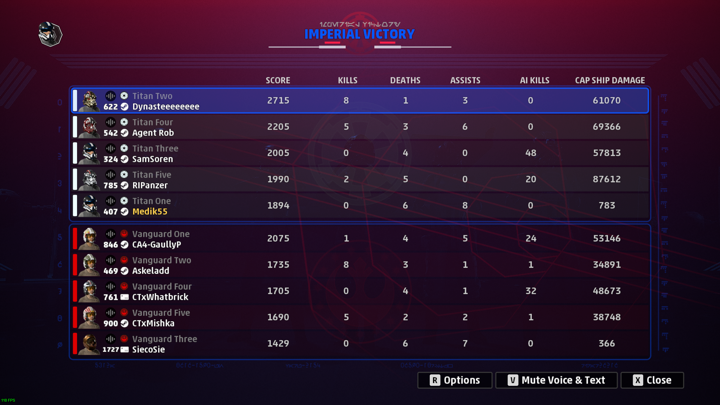 IMPERIAL VICTORY
SCORE KILLS DEATHS ASSISTS AI KILLS CAP SHIP DAMAGE
Titan Two
622 Dynasteeeeeee 2715 8 1 3 0 61070
Titan Four
542 Agent Rob 2205 5 3 6 0 69366
Titan Three
324 SamSoren 2005 0 4 0 48 57813
Titan Five
785 RIPanzer 1990 2 5 0 20 87612
Titan One
407 Medik55 1894 0 6 8 0 783
Vanguard One
846 CA4-GaullyP 2075 1 4 5 24 53146
Vanguard Two
469 Askeladd 1735 8 3 1 1 34891
Vanguard Four
761 CTxWhatbrick 1705 0 4 1 32 48673
Vanguard Five
900 CTxMishka 1690 5 2 2 1 38748
Vanguard Three
1727 SiecoSie 1429 0 6 7 0 366
R Options V Mute Voice & Text X Close